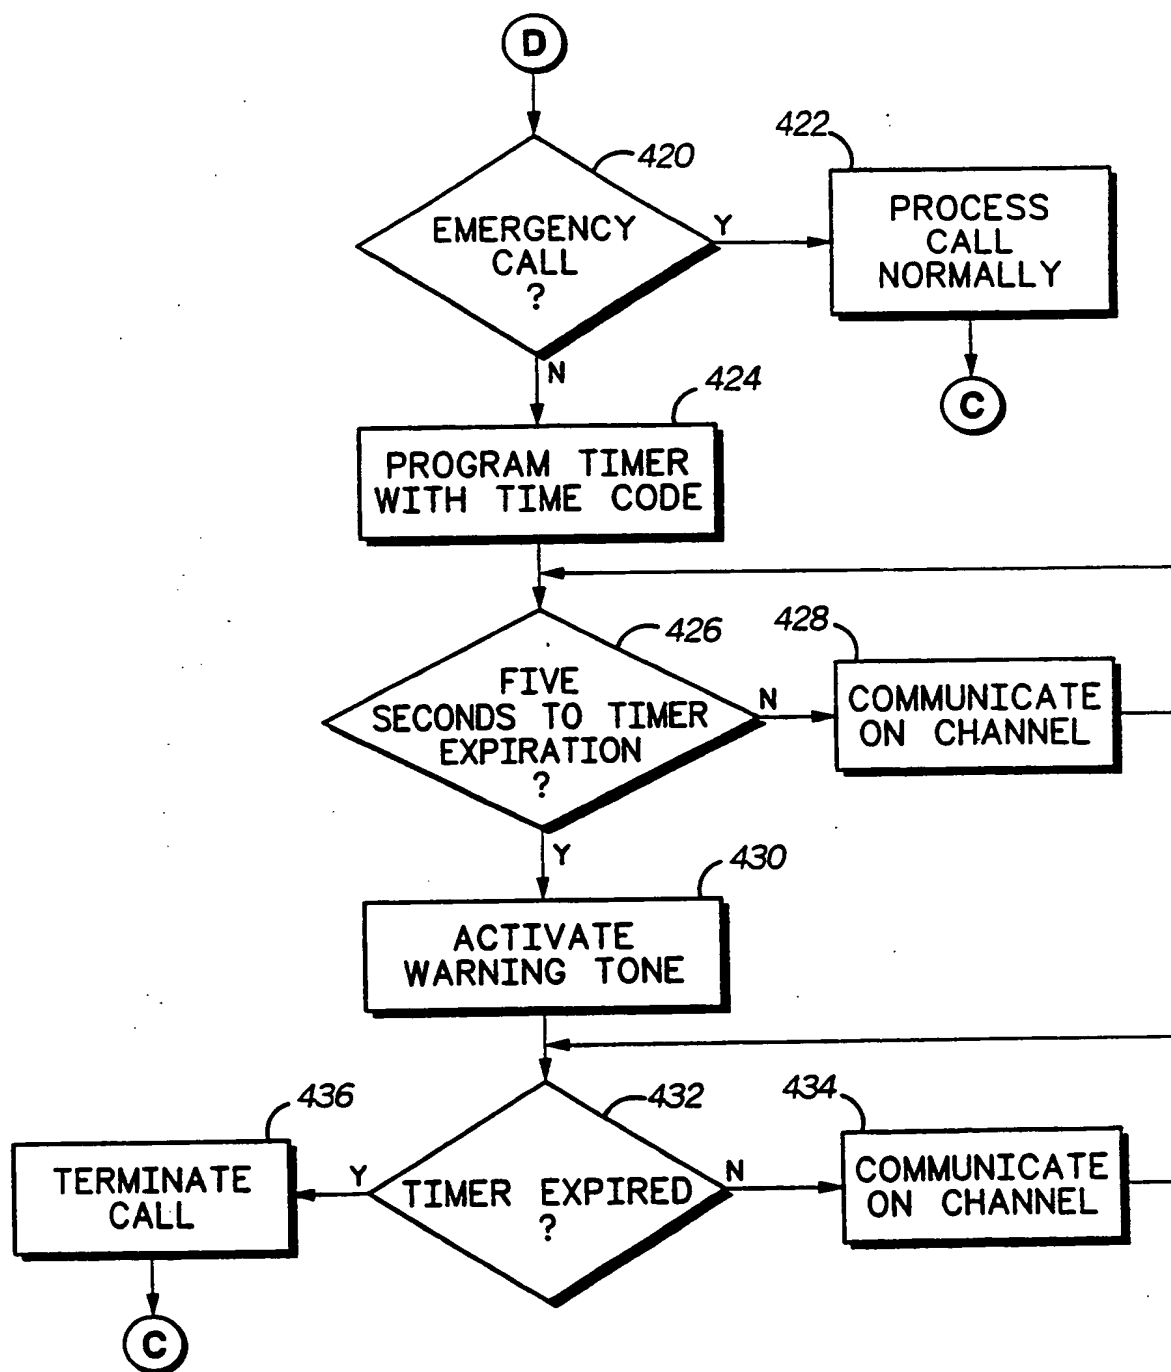 D
420
EMERGENCY
CALL
?
Y
422
PROCESS
CALL
NORMALLY
C
N
424
PROGRAM TIMER
WITH TIME CODE
426
FIVE
SECONDS TO TIMER
EXPIRATION
?
N
428
COMMUNICATE
ON CHANNEL
Y
430
ACTIVATE
WARNING TONE
432
TIMER EXPIRED
?
N
434
COMMUNICATE
ON CHANNEL
Y
436
TERMINATE
CALL
C